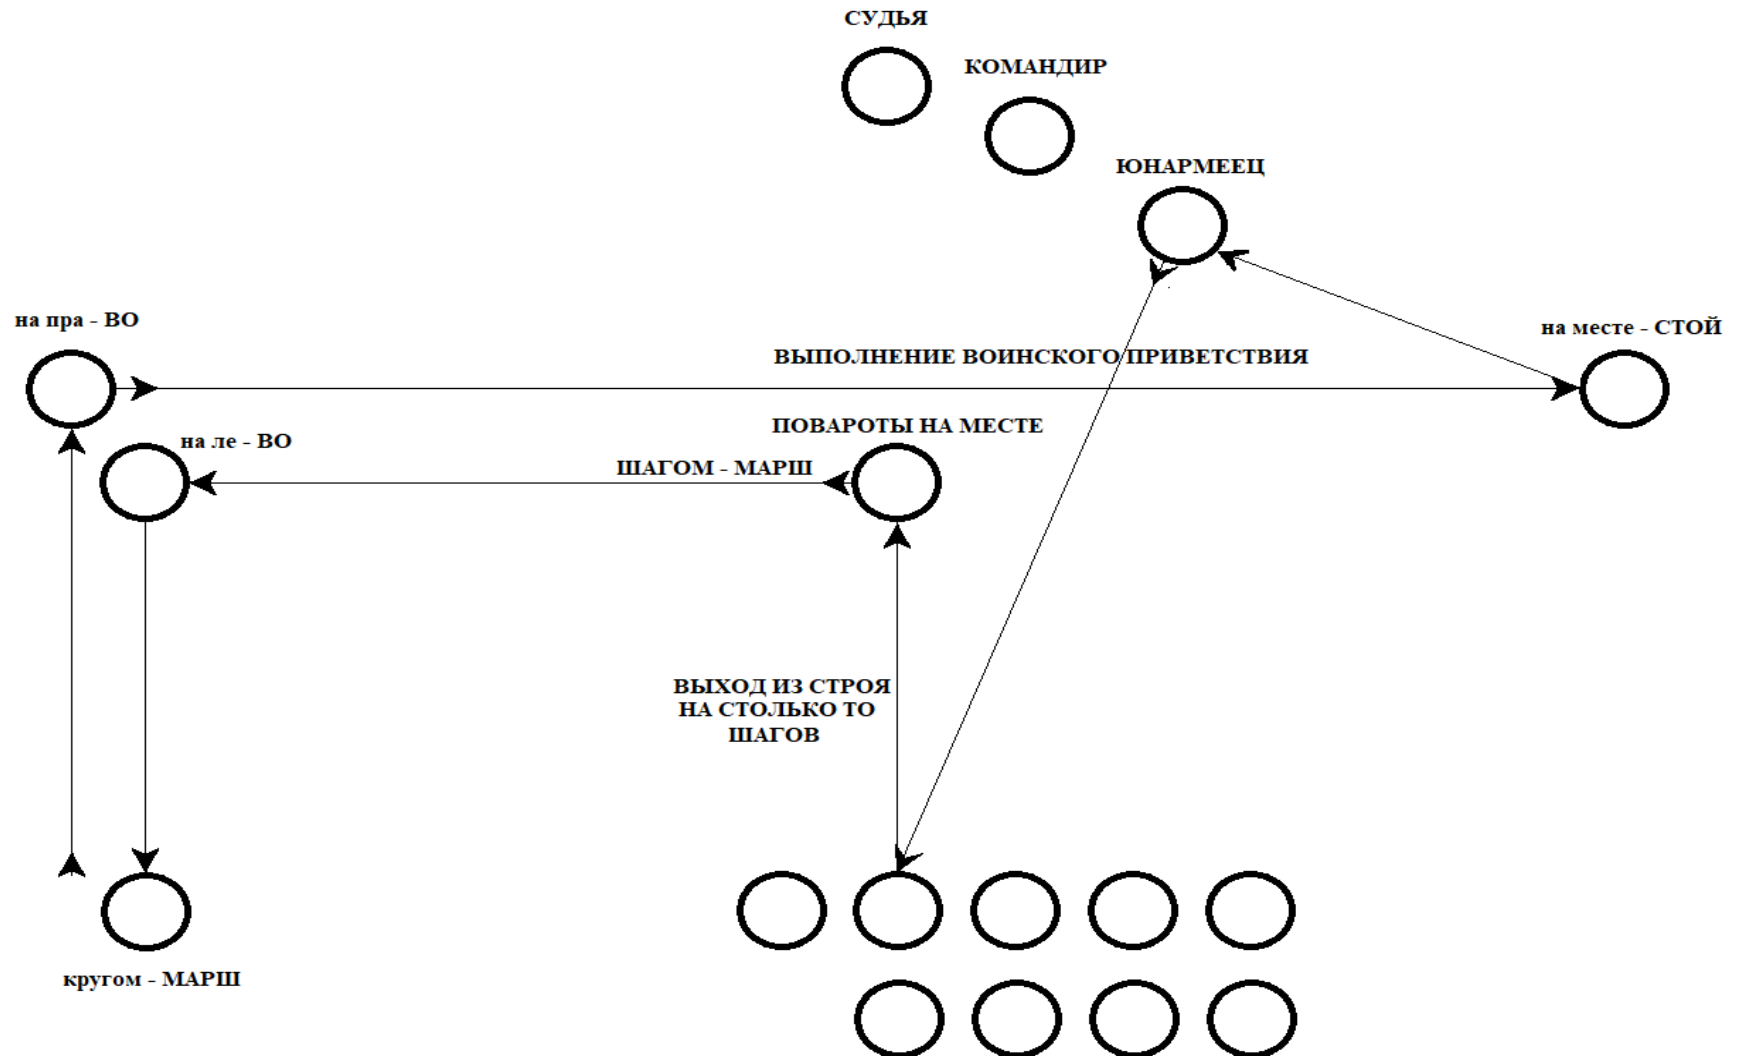 СУДЬЯ
КОМАНДИР
ЮНАРМЕЕЦ
на пра - ВО
на месте - СТОЙ
ВЫПОЛНЕНИЕ ВОИНСКОГО ПРИВЕТСТВИЯ
ПОВАРОТЫ НА МЕСТЕ
на ле - ВО
ШАГОМ - МАРШ
ВЫХОД ИЗ СТРОЯ
НА СТОЛЬКО ТО
ШАГОВ
кругом - МАРШ